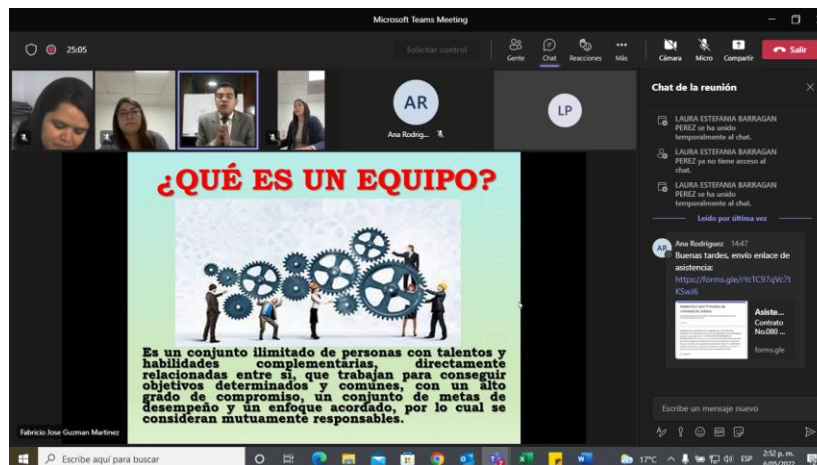 Microsoft Teams Meeting
25:05
Solicitar control
Gente
Chat
Reacciones
Más
Cámara
Micro
Compartir
Salir
AR
Ana Rodrig...
LP
¿QUÉ ES UN EQUIPO?
Es un conjunto ilimitado de personas con talentos y
habilidades complementarias, directamente
relacionadas entre sí, que trabajan para conseguir
objetivos determinados y comunes, con un alto
grado de compromiso, un conjunto de metas de
desempeño y un enfoque acordado, por lo cual se
consideran mutuamente responsables.
Fabricio Jose Guzman Martinez
Chat de la reunión
LAURA ESTEFANIA BARRAGAN
PEREZ se ha unido
temporalmente al chat.
LAURA ESTEFANIA BARRAGAN
PEREZ ya no tiene acceso al
chat.
LAURA ESTEFANIA BARRAGAN
PEREZ se ha unido
temporalmente al chat.
Leído por última vez
AR
Ana Rodriguez 14:47
Buenas tardes, envío enlace de
asistencia:
Asiste...
Contrato
No.080 ...
forms.gle
Escribe un mensaje nuevo
Escribe aquí para buscar
17°C
ESP
2:52 p. m.
6/05/2022